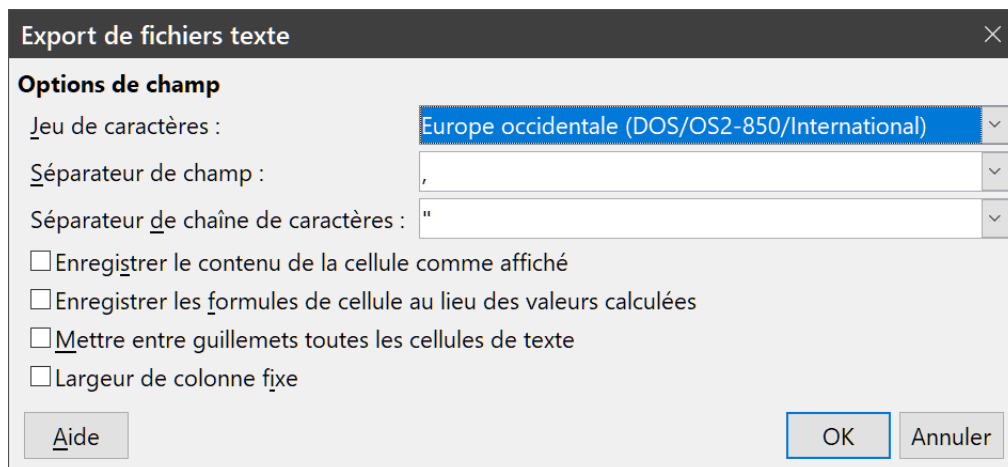 Export de fichiers texte
Options de champ
Jeu de caractères : Europe occidentale (DOS/OS2-850/International)
Séparateur de champ : ,
Séparateur de chaîne de caractères : "
Enregistrer le contenu de la cellule comme affiché
Enregistrer les formules de cellule au lieu des valeurs calculées
Mettre entre guillemets toutes les cellules de texte
Largeur de colonne fixe
Aide OK Annuler